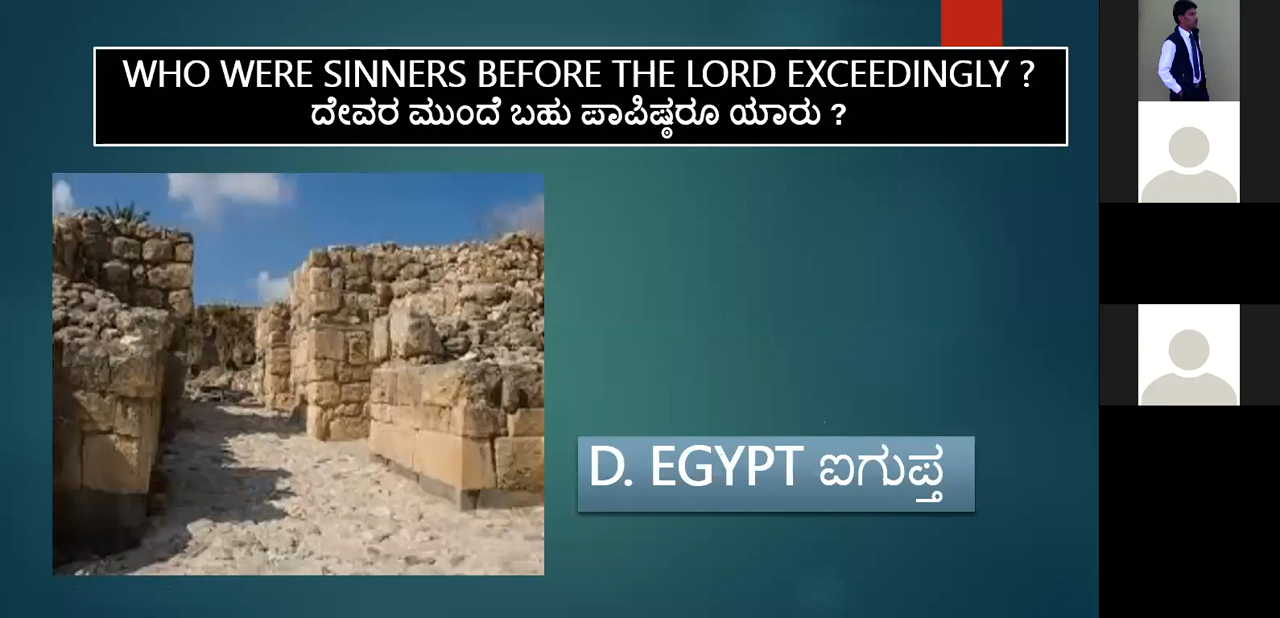 WHO WERE SINNERS BEFORE THE LORD EXCEEDINGLY ?
ದೇವರ ಮುಂದೆ ಬಹು ಪಾಪಿಷ್ಠರೂ ಯಾರು ?
D. EGYPT ಐಗುಪ್ತ